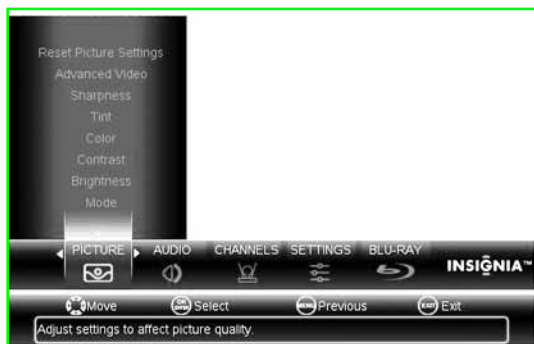 Reset Picture Settings
Advanced Video
Sharpness
Tint
Color
Contrast
Brightness
Mode
PICTURE AUDIO CHANNELS SETTINGS BLU-RAY
INSIGNIA™
Move OK ENTER Select MENU Previous EXIT Exit
Adjust settings to affect picture quality.